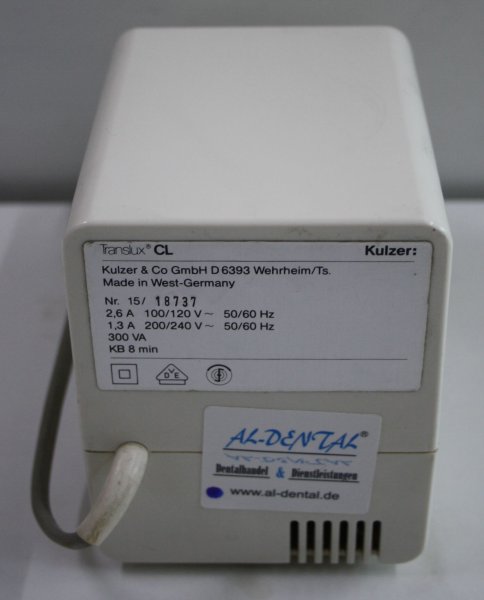 Translux® CL Kulzer:
Kulzer & Co GmbH D 6393 Wehrheim/Ts.
Made in West-Germany
Nr. 15/ 18737
2,6 A 100/120 V ~ 50/60 Hz
1,3 A 200/240 V ~ 50/60 Hz
300 VA
KB 8 min
VDE
AL-DENTAL®
Dentalhandel & Dienstleistungen
www.al-dental.de